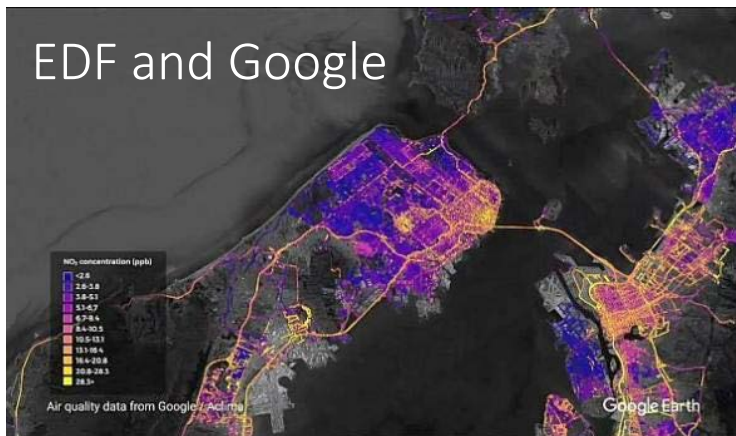 EDF and Google
NO₂ concentration (ppb)
<2.6
2.6-3.8
3.8-5.1
5.1-6.7
6.7-8.4
8.4-10.5
10.5-13.1
13.1-16.4
16.4-20.8
20.8-28.3
28.3+
Air quality data from Google / Aclima
Google Earth